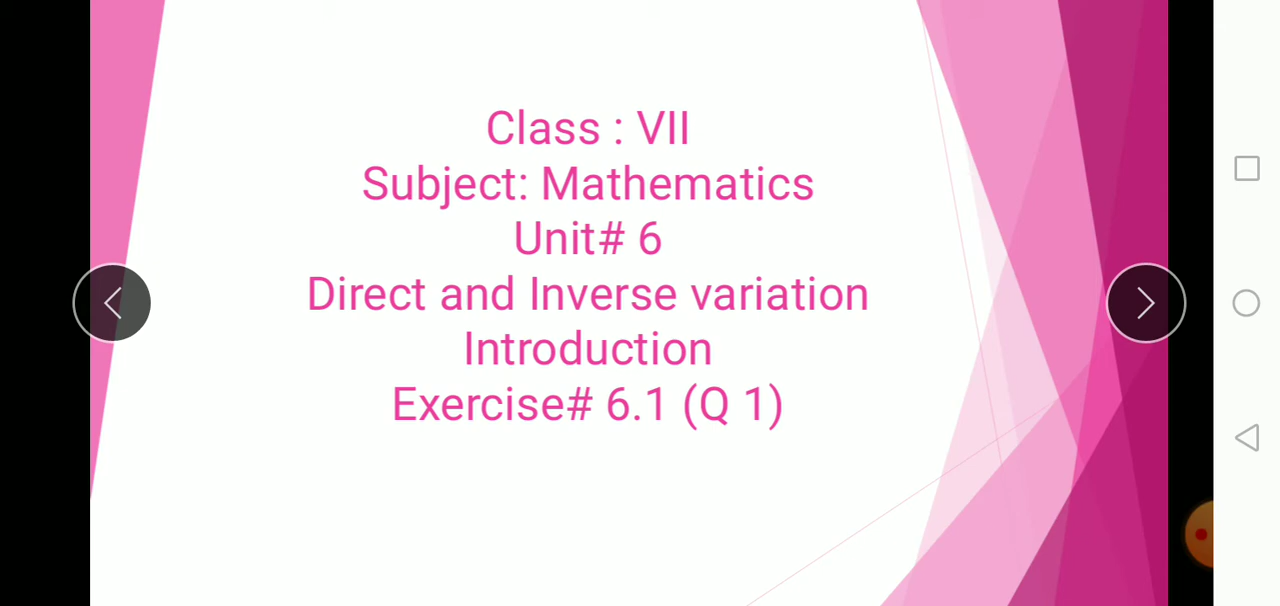 Class : VII
Subject: Mathematics
Unit# 6
Direct and Inverse variation
Introduction
Exercise# 6.1 (Q 1)